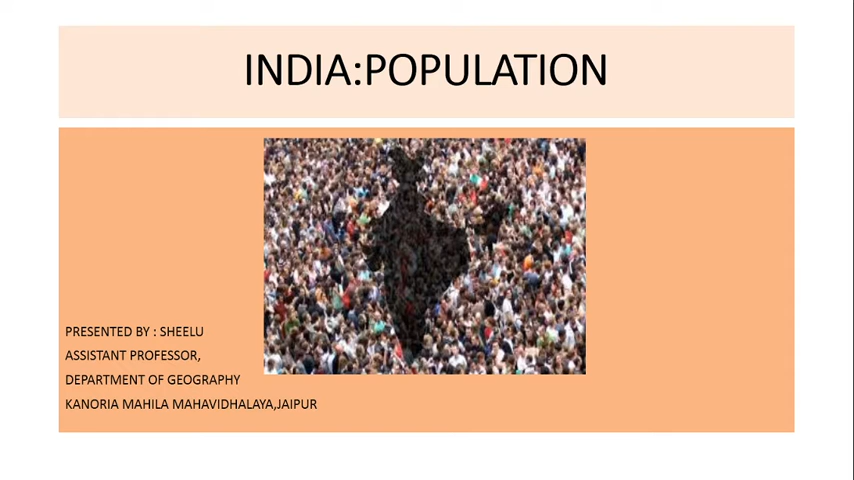 INDIA:POPULATION
PRESENTED BY : SHEELU
ASSISTANT PROFESSOR,
DEPARTMENT OF GEOGRAPHY
KANORIA MAHILA MAHAVIDHALAYA,JAIPUR